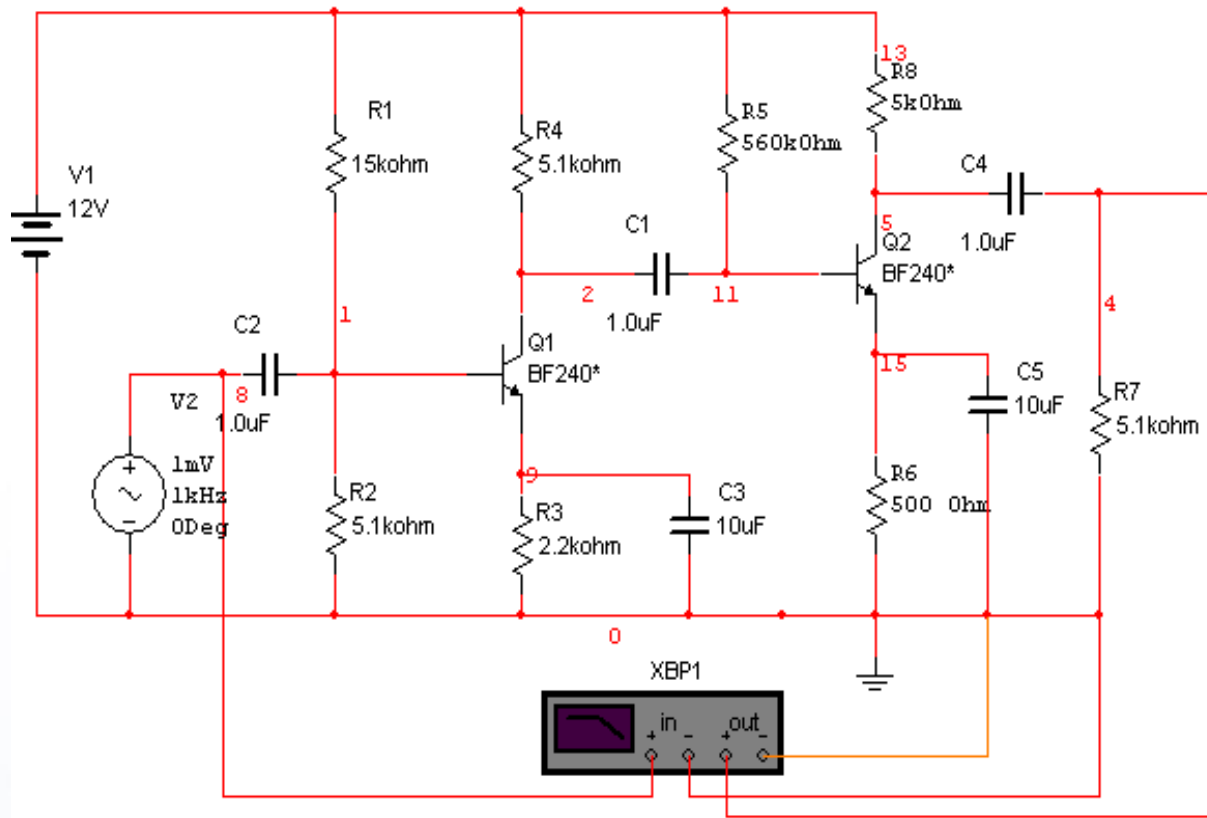 13
R8
5kOhm
R1
15kohm
R4
5.1kohm
R5
560kOhm
V1
12V
C4
1.0uF
5
Q2
BF240*
C1
2
11
1.0uF
4
1
C2
8
1.0uF
Q1
BF240*
15
C5
10uF
R7
5.1kohm
V2
1mV
1kHz
0Deg
R2
5.1kohm
9
R3
2.2kohm
C3
10uF
R6
500 Ohm
0
XBP1
in
out
+
-
+
-